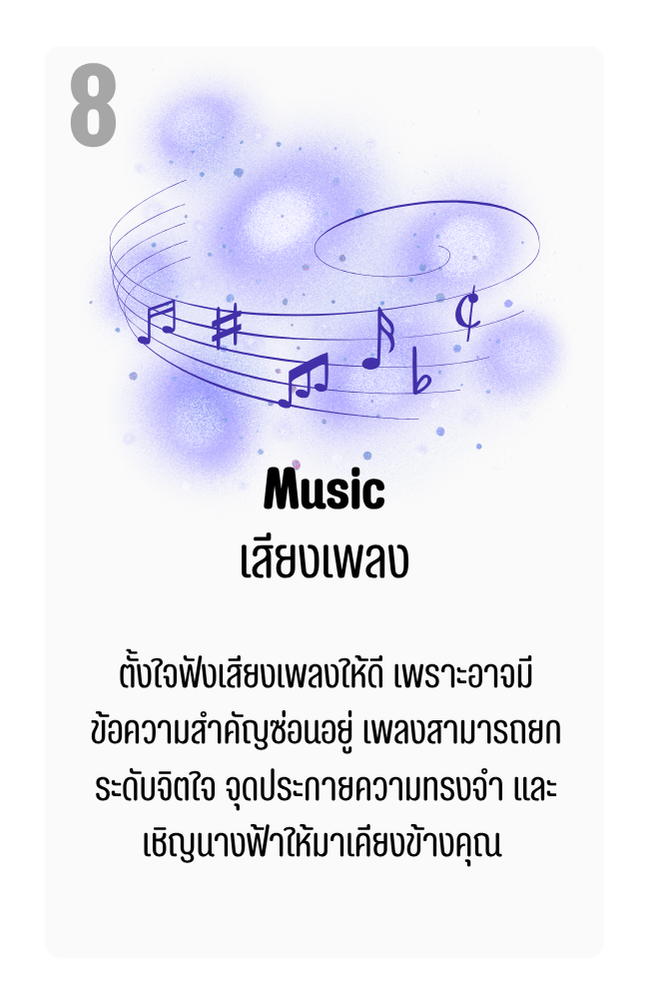 8
Music
เสียงเพลง
ตั้งใจฟังเสียงเพลงให้ดี เพราะอาจมี
ข้อความสำคัญซ่อนอยู่ เพลงสามารถยก
ระดับจิตใจ จุดประกายความทรงจำ และ
เชิญนางฟ้าให้มาเคียงข้างคุณ